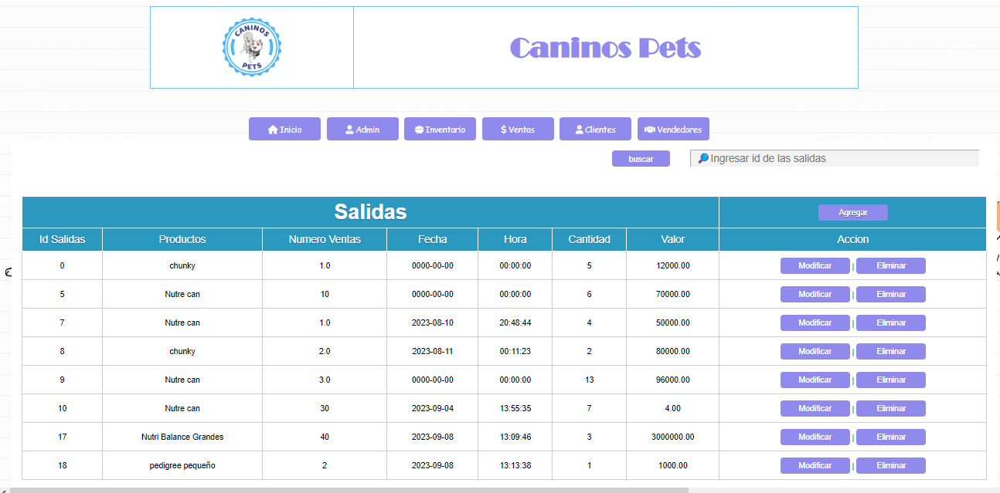 CANINOS
PETS
Caninos Pets
Inicio Admin Inventario $ Ventas Clientes Vendedores
buscar Ingresar id de las salidas
Salidas Agregar
Id Salidas Productos Numero Ventas Fecha Hora Cantidad Valor Accion
0 chunky 1.0 0000-00-00 00:00:00 5 12000.00 Modificar | Eliminar
5 Nutre can 10 0000-00-00 00:00:00 6 70000.00 Modificar | Eliminar
7 Nutre can 1.0 2023-08-10 20:48:44 4 50000.00 Modificar | Eliminar
8 chunky 2.0 2023-08-11 00:11:23 2 80000.00 Modificar | Eliminar
9 Nutre can 3.0 0000-00-00 00:00:00 13 96000.00 Modificar | Eliminar
10 Nutre can 30 2023-09-04 13:55:35 7 4.00 Modificar | Eliminar
17 Nutri Balance Grandes 40 2023-09-08 13:09:46 3 3000000.00 Modificar | Eliminar
18 pedigree pequeño 2 2023-09-08 13:13:38 1 1000.00 Modificar | Eliminar